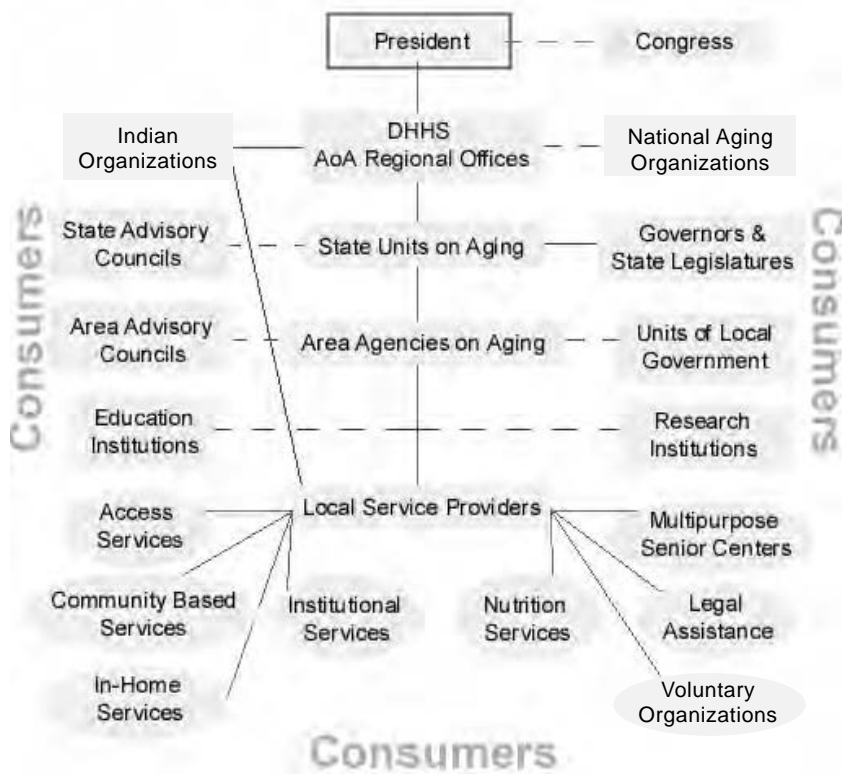 President
Congress
Indian
Organizations
DHHS
AoA Regional Offices
National Aging
Organizations
Consumers
State Advisory
Councils
State Units on Aging
Governors &
State Legislatures
Consumers
Area Advisory
Councils
Area Agencies on Aging
Units of Local
Government
Education
Institutions
Research
Institutions
Access
Services
Local Service Providers
Multipurpose
Senior Centers
Community Based
Services
Institutional
Services
Nutrition
Services
Legal
Assistance
In-Home
Services
Voluntary
Organizations
Consumers